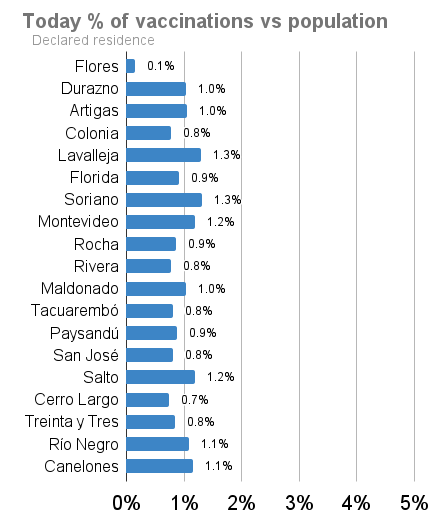 Today % of vaccinations vs population
Declared residence
Flores 0.1%
Durazno 1.0%
Artigas 1.0%
Colonia 0.8%
Lavalleja 1.3%
Florida 0.9%
Soriano 1.3%
Montevideo 1.2%
Rocha 0.9%
Rivera 0.8%
Maldonado 1.0%
Tacuarembó 0.8%
Paysandú 0.9%
San José 0.8%
Salto 1.2%
Cerro Largo 0.7%
Treinta y Tres 0.8%
Río Negro 1.1%
Canelones 1.1%
0% 1% 2% 3% 4% 5%